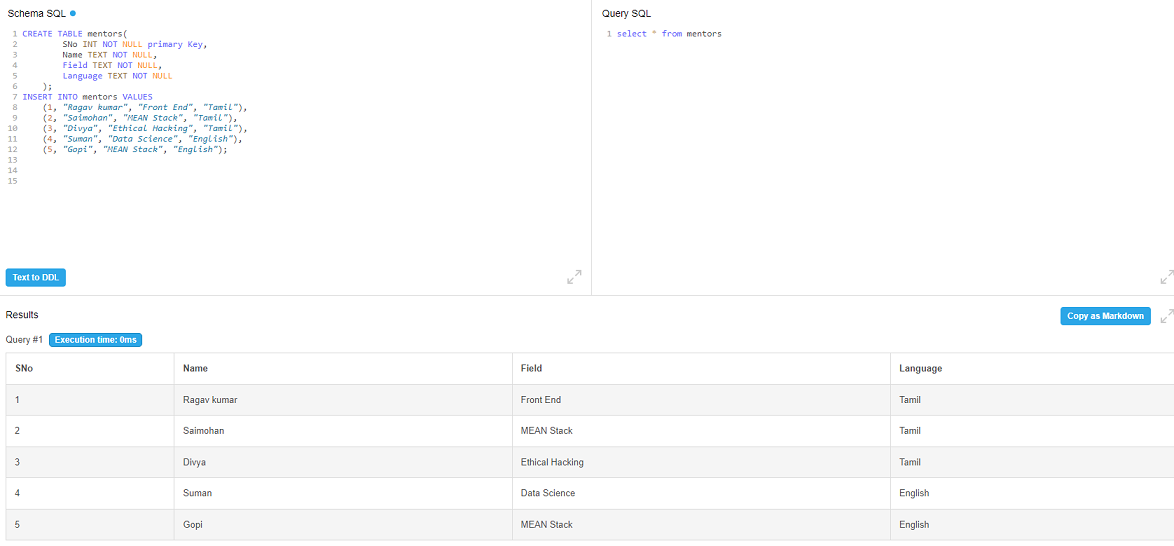 Schema SQL
1 CREATE TABLE mentors(
2 SNo INT NOT NULL primary Key,
3 Name TEXT NOT NULL,
4 Field TEXT NOT NULL,
5 Language TEXT NOT NULL
6 );
7 INSERT INTO mentors VALUES
8 (1, "Ragav kumar", "Front End", "Tamil"),
9 (2, "Saimohan", "MEAN Stack", "Tamil"),
10 (3, "Divya", "Ethical Hacking", "Tamil"),
11 (4, "Suman", "Data Science", "English"),
12 (5, "Gopi", "MEAN Stack", "English");
13
14
15
Text to DDL
Query SQL
1 select * from mentors
Results
Copy as Markdown
Query #1 Execution time: 0ms
SNo Name Field Language
1 Ragav kumar Front End Tamil
2 Saimohan MEAN Stack Tamil
3 Divya Ethical Hacking Tamil
4 Suman Data Science English
5 Gopi MEAN Stack English